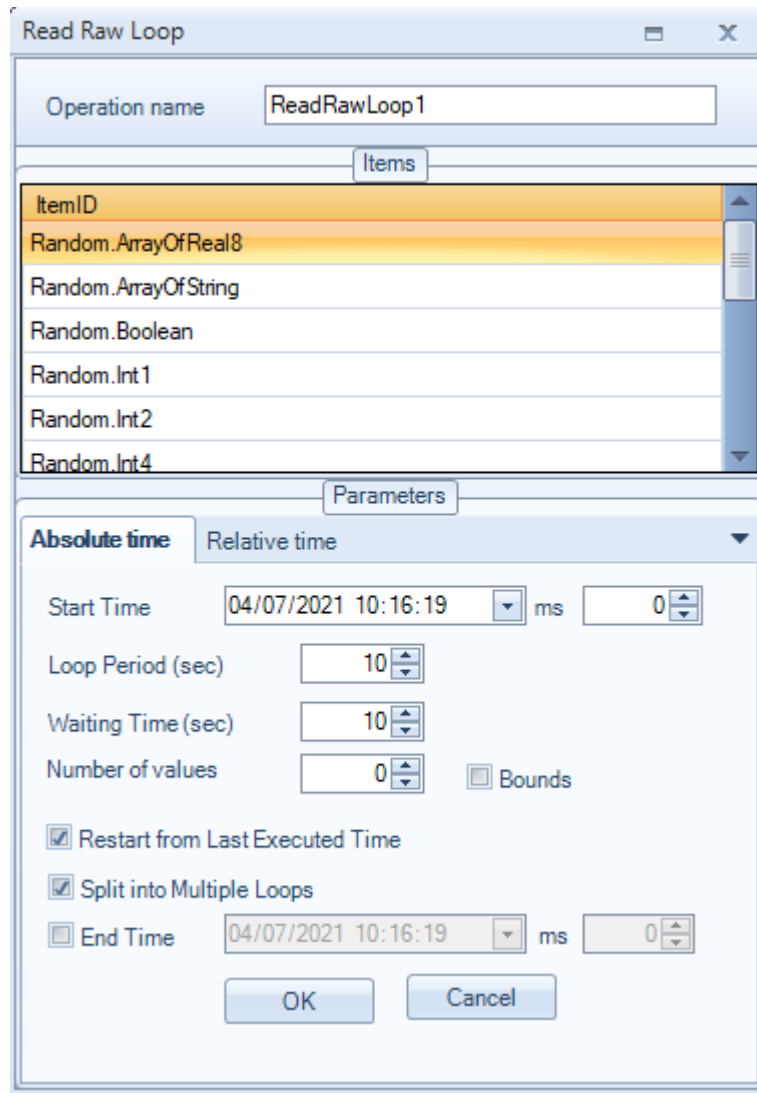 Read Raw Loop
Operation name ReadRawLoop1
Items
ItemID
Random.ArrayOfReal8
Random.ArrayOfString
Random.Boolean
Random.Int1
Random.Int2
Random.Int4
Parameters
Absolute time Relative time
Start Time 04/07/2021 10:16:19 ms 0
Loop Period (sec) 10
Waiting Time (sec) 10
Number of values 0 Bounds
Restart from Last Executed Time
Split into Multiple Loops
End Time 04/07/2021 10:16:19 ms 0
OK Cancel